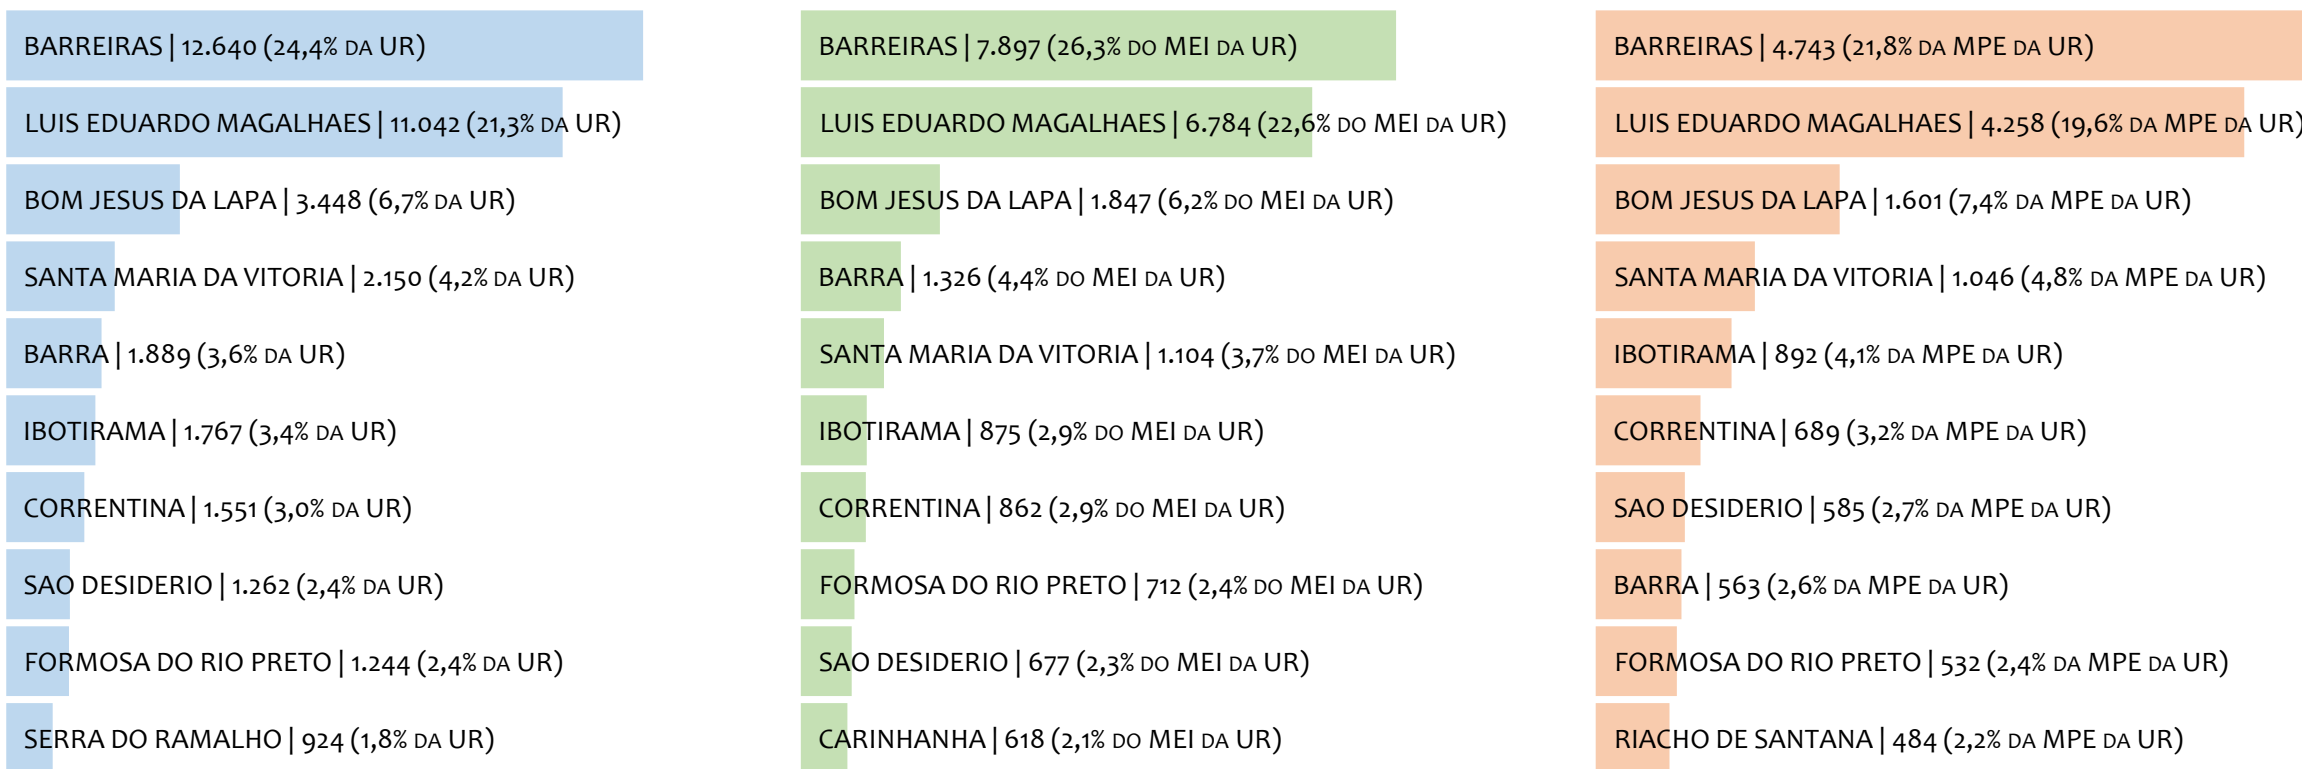 BARREIRAS | 12.640 (24,4% DA UR)
LUIS EDUARDO MAGALHAES | 11.042 (21,3% DA UR)
BOM JESUS DA LAPA | 3.448 (6,7% DA UR)
SANTA MARIA DA VITORIA | 2.150 (4,2% DA UR)
BARRA | 1.889 (3,6% DA UR)
IBOTIRAMA | 1.767 (3,4% DA UR)
CORRENTINA | 1.551 (3,0% DA UR)
SAO DESIDERIO | 1.262 (2,4% DA UR)
FORMOSA DO RIO PRETO | 1.244 (2,4% DA UR)
SERRA DO RAMALHO | 924 (1,8% DA UR)
BARREIRAS | 7.897 (26,3% DO MEI DA UR)
LUIS EDUARDO MAGALHAES | 6.784 (22,6% DO MEI DA UR)
BOM JESUS DA LAPA | 1.847 (6,2% DO MEI DA UR)
BARRA | 1.326 (4,4% DO MEI DA UR)
SANTA MARIA DA VITORIA | 1.104 (3,7% DO MEI DA UR)
IBOTIRAMA | 875 (2,9% DO MEI DA UR)
CORRENTINA | 862 (2,9% DO MEI DA UR)
FORMOSA DO RIO PRETO | 712 (2,4% DO MEI DA UR)
SAO DESIDERIO | 677 (2,3% DO MEI DA UR)
CARINHANHA | 618 (2,1% DO MEI DA UR)
BARREIRAS | 4.743 (21,8% DA MPE DA UR)
LUIS EDUARDO MAGALHAES | 4.258 (19,6% DA MPE DA UR)
BOM JESUS DA LAPA | 1.601 (7,4% DA MPE DA UR)
SANTA MARIA DA VITORIA | 1.046 (4,8% DA MPE DA UR)
IBOTIRAMA | 892 (4,1% DA MPE DA UR)
CORRENTINA | 689 (3,2% DA MPE DA UR)
SAO DESIDERIO | 585 (2,7% DA MPE DA UR)
BARRA | 563 (2,6% DA MPE DA UR)
FORMOSA DO RIO PRETO | 532 (2,4% DA MPE DA UR)
RIACHO DE SANTANA | 484 (2,2% DA MPE DA UR)